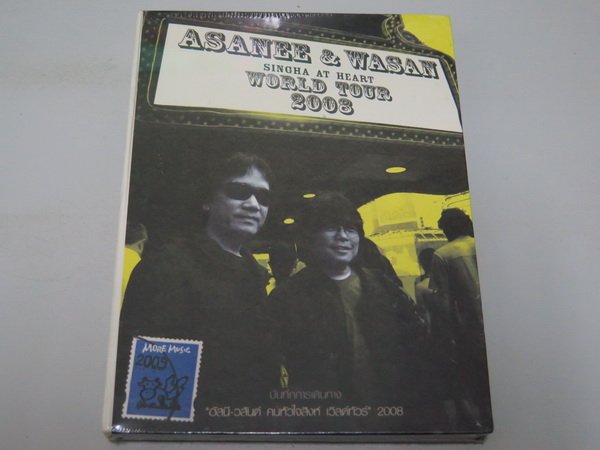 ASANEE & WASAN
SINGHA AT HEART
WORLD TOUR
2008
MORE MUSIC
2009
บันทึกการเดินทาง
"อัสนี-วสันต์ คนหัวใจสิงห์ เวิลด์ทัวร์" 2008